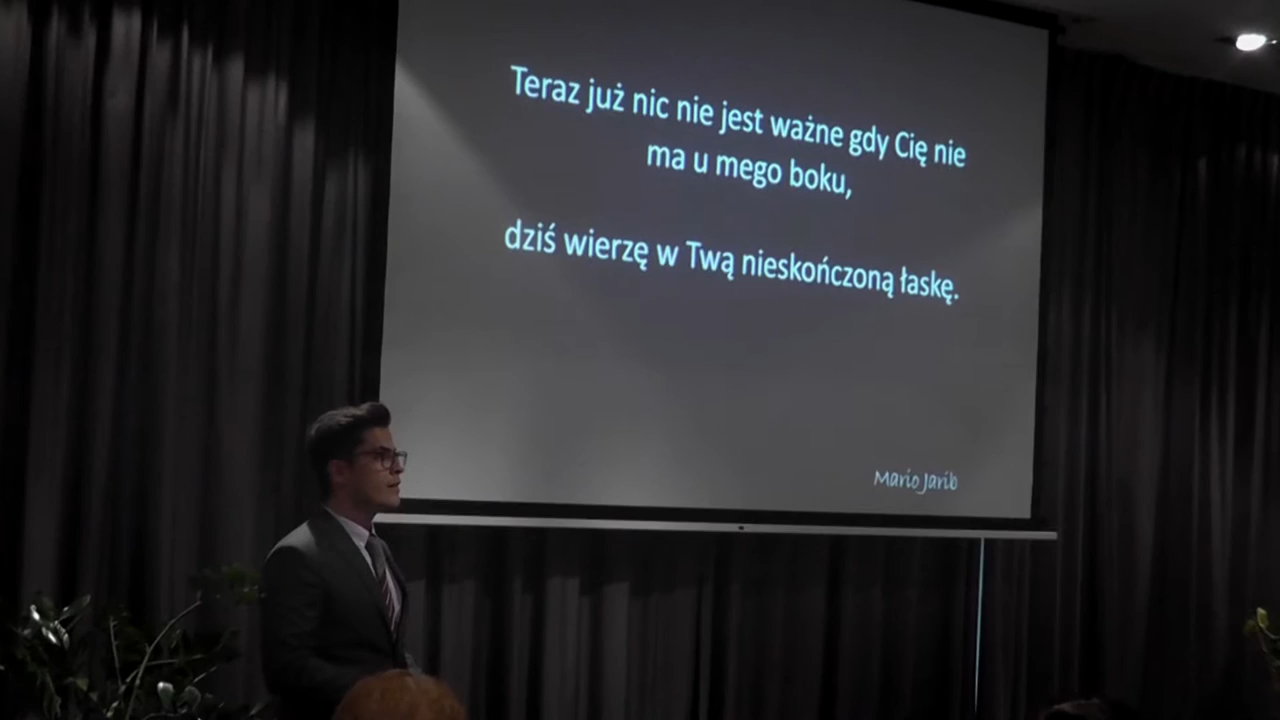 Teraz już nic nie jest ważne gdy Cię nie
ma u mego boku,
dziś wierzę w Twą nieskończoną łaskę.
Mario Jarib